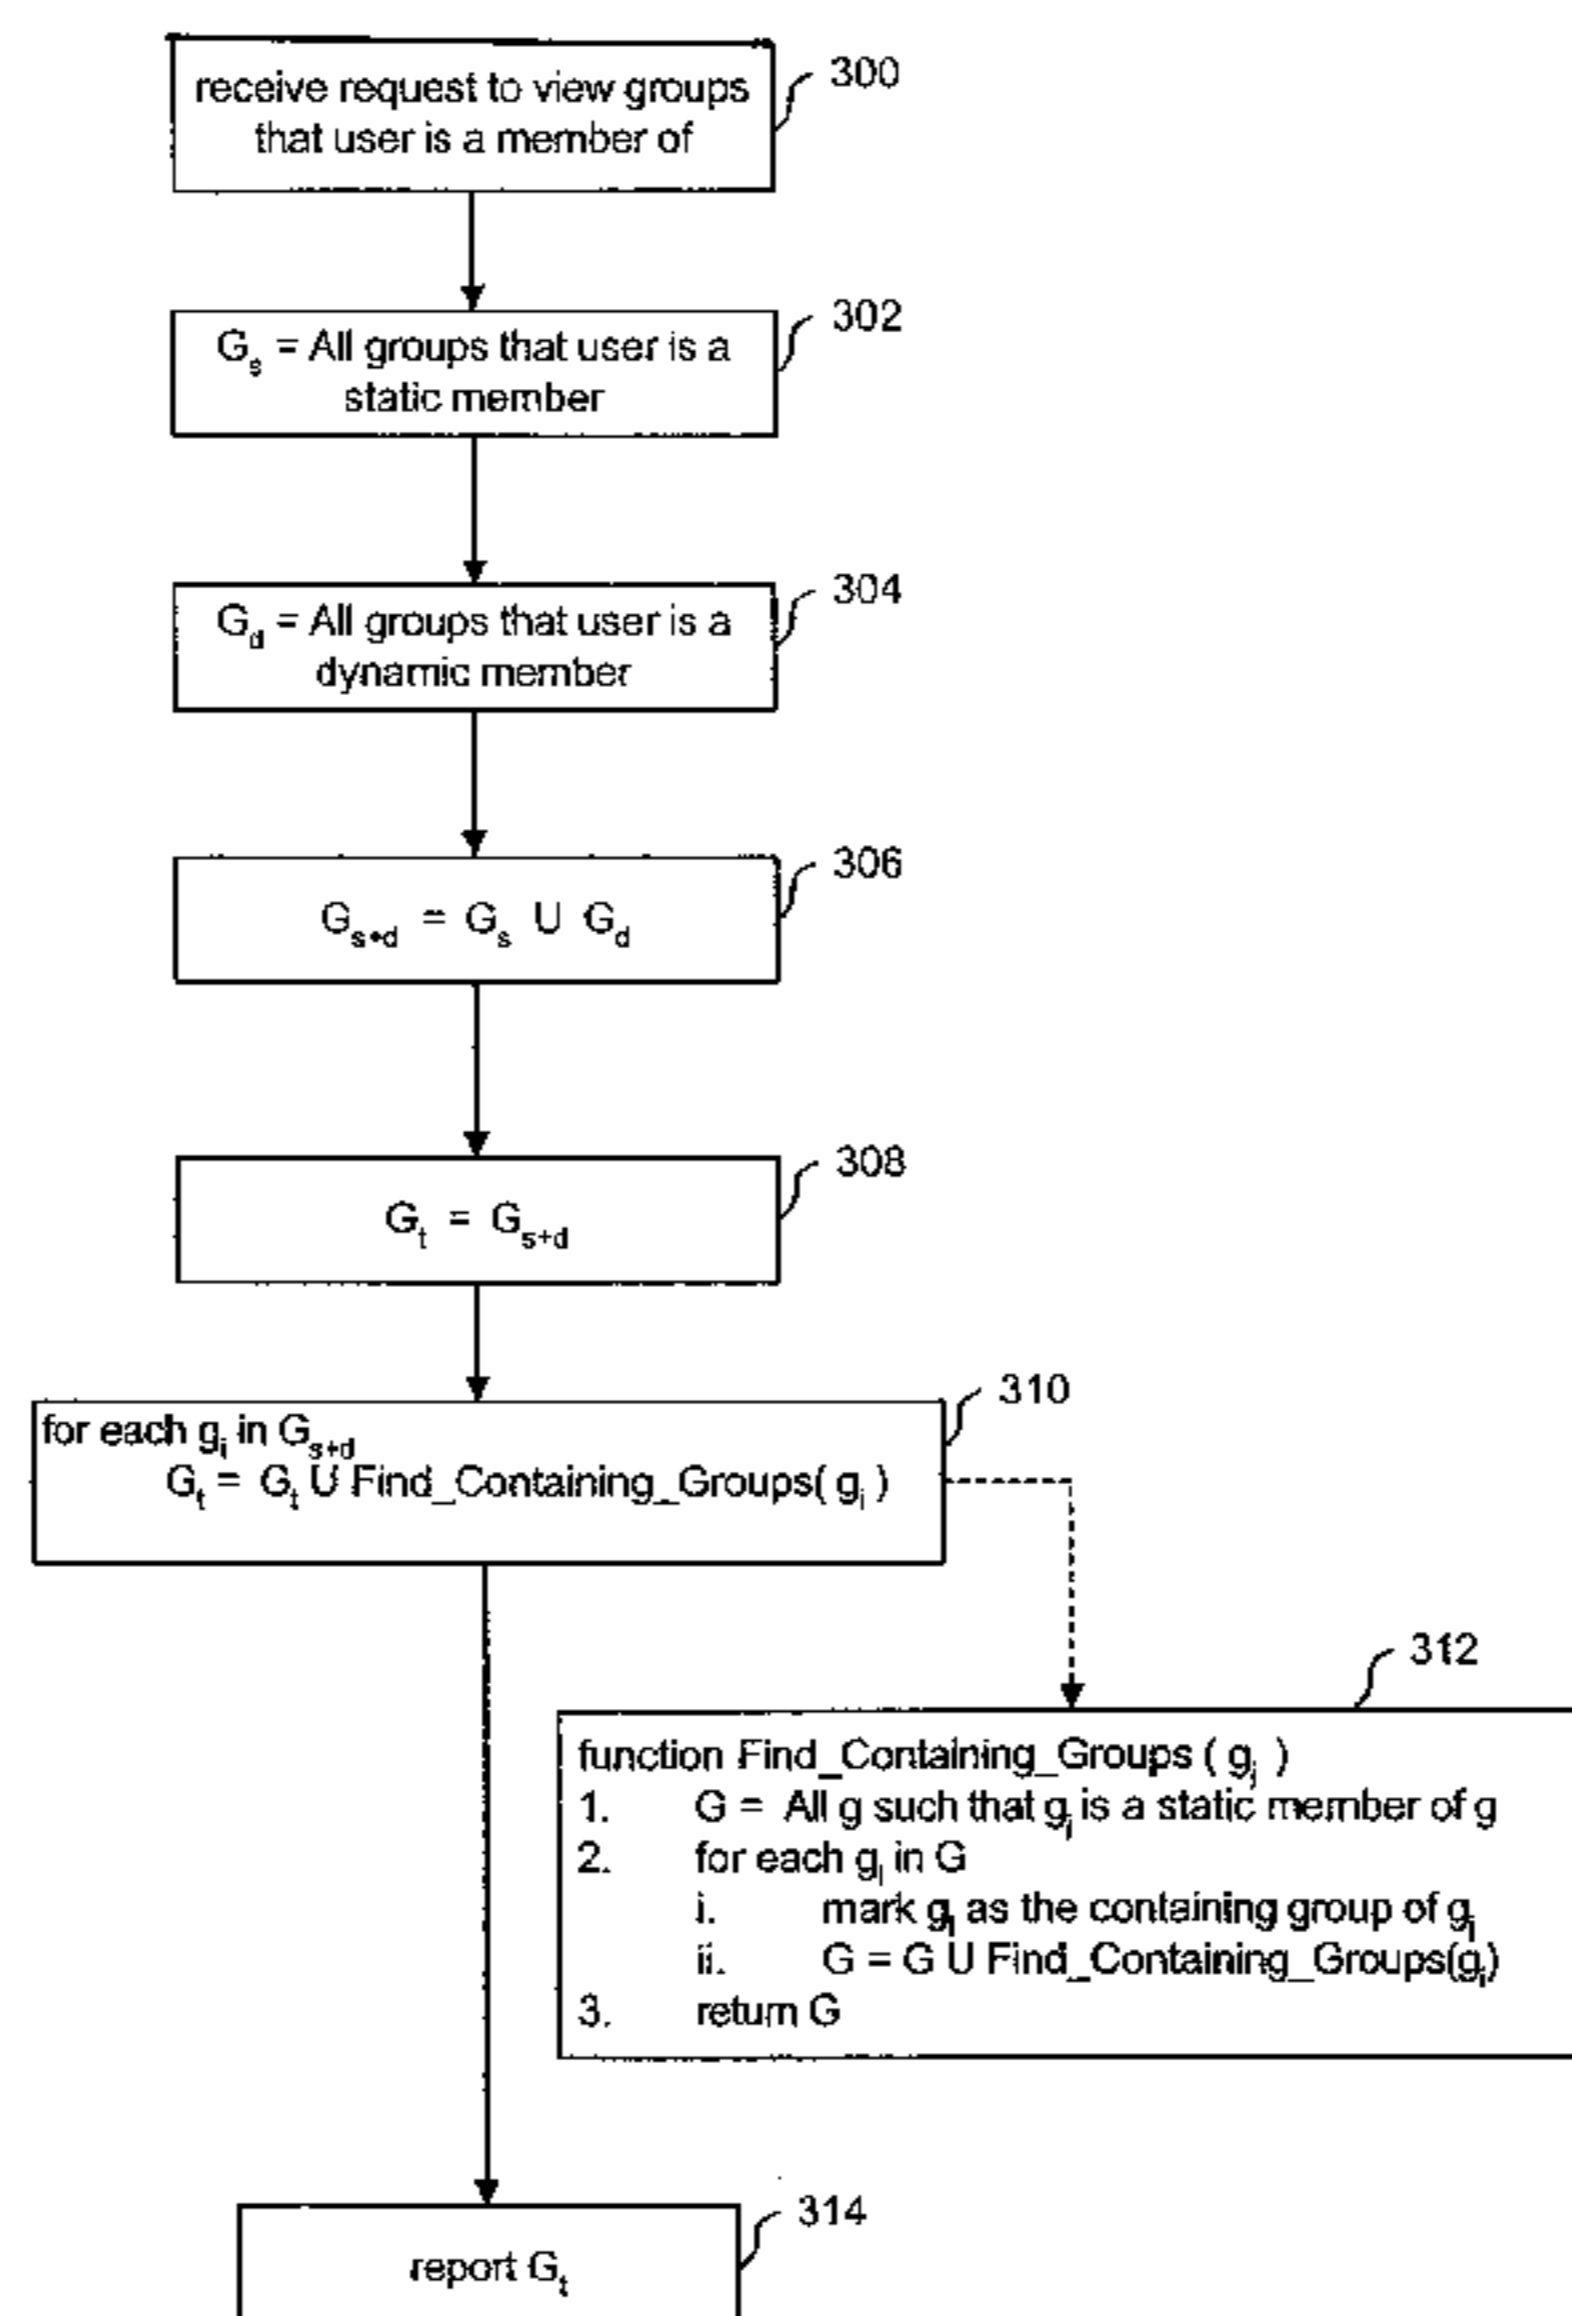 receive request to view groups
that user is a member of
300
G_s = All groups that user is a
static member
302
G_d = All groups that user is a
dynamic member
304
G_s+d = G_s U G_d
306
G_t = G_s+d
308
for each g_i in G_s+d
G_t = G_t U Find_Containing_Groups( g_i )
310
312
function Find_Containing_Groups ( g_j )
1. G = All g such that g_j is a static member of g
2. for each g_l in G
i. mark g_l as the containing group of g_j
ii. G = G U Find_Containing_Groups(g_l)
3. return G
report G_t
314